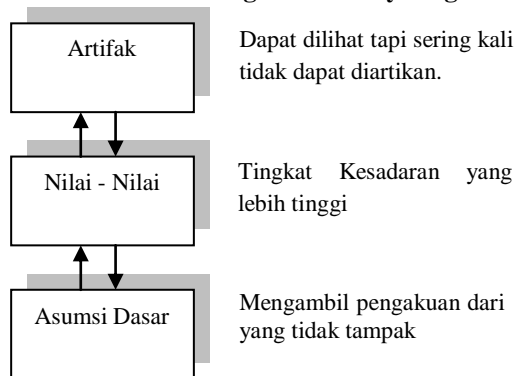 Artifak
Dapat dilihat tapi sering kali
tidak dapat diartikan.
Nilai - Nilai
Tingkat Kesadaran yang
lebih tinggi
Asumsi Dasar
Mengambil pengakuan dari
yang tidak tampak